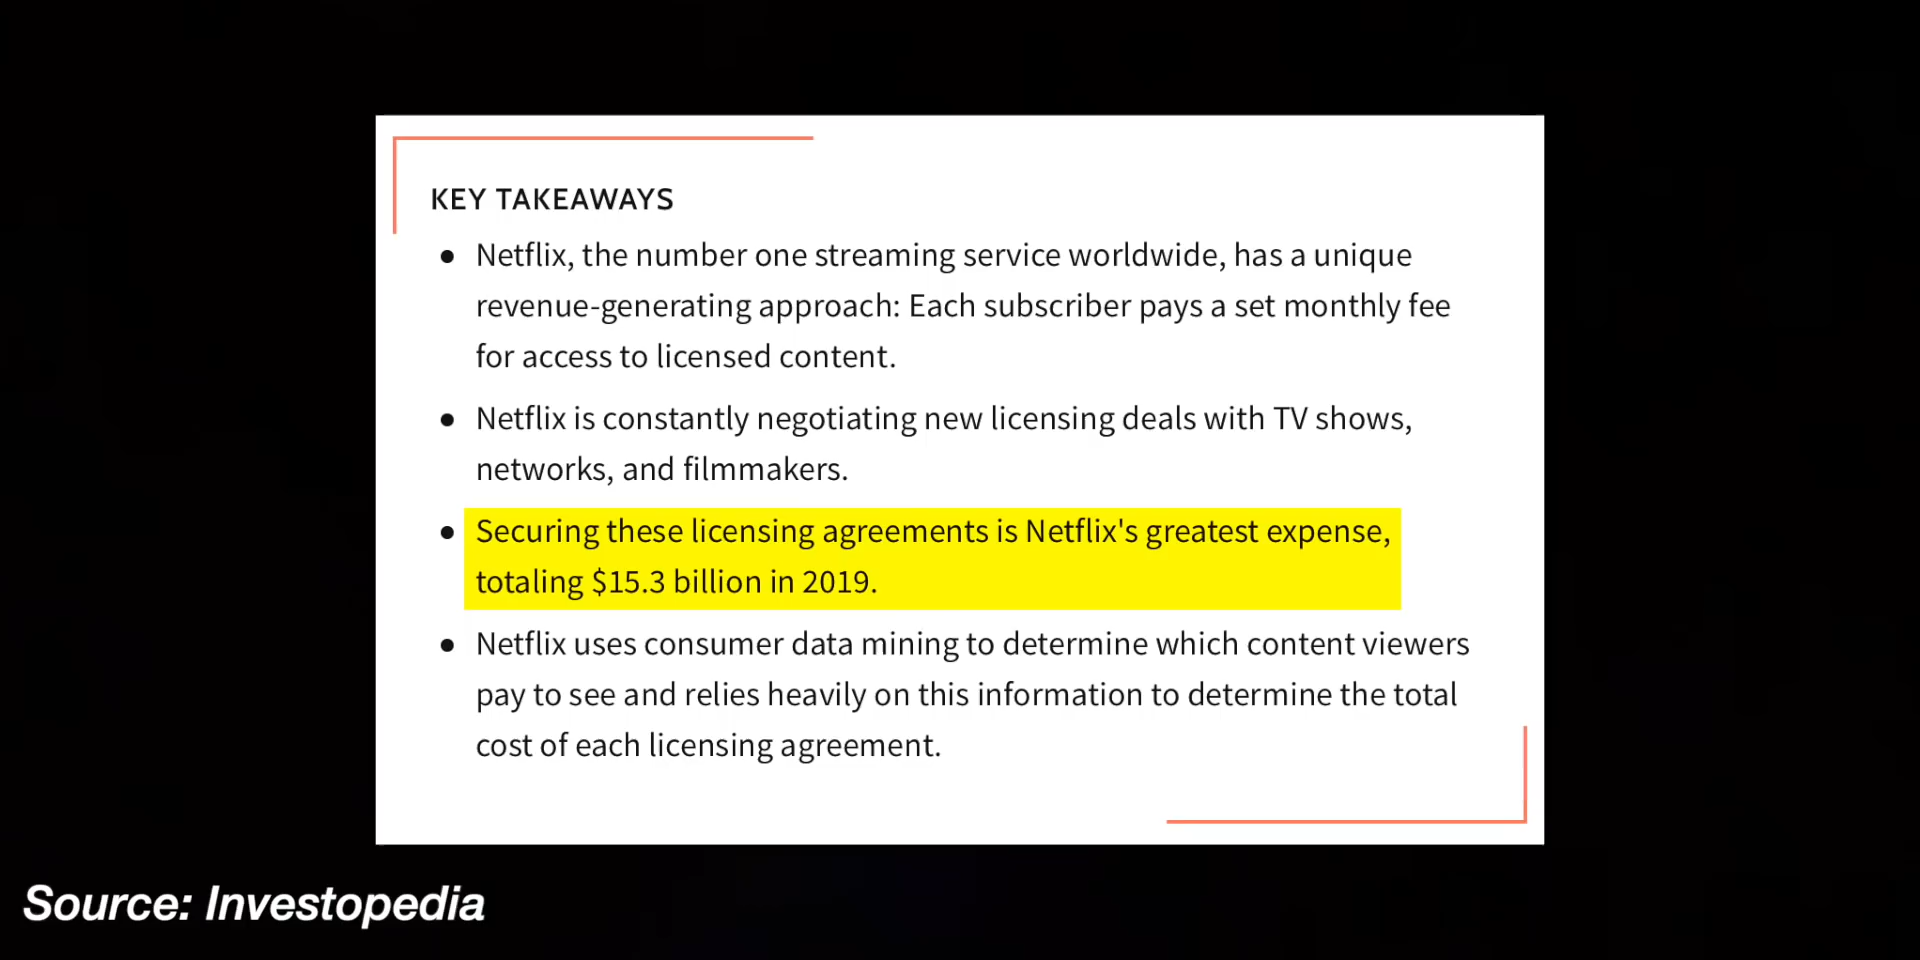 KEY TAKEAWAYS
● Netflix, the number one streaming service worldwide, has a unique
revenue-generating approach: Each subscriber pays a set monthly fee
for access to licensed content.
● Netflix is constantly negotiating new licensing deals with TV shows,
networks, and filmmakers.
● Securing these licensing agreements is Netflix's greatest expense,
totaling $15.3 billion in 2019.
● Netflix uses consumer data mining to determine which content viewers
pay to see and relies heavily on this information to determine the total
cost of each licensing agreement.
Source: Investopedia